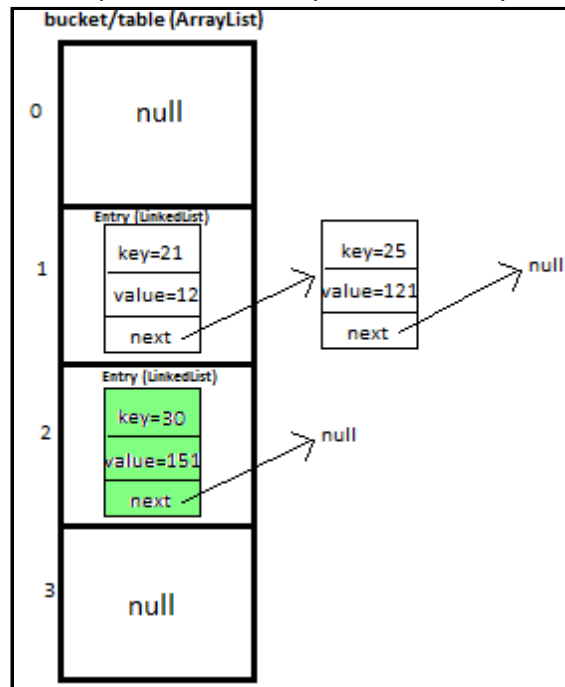 bucket/table (ArrayList)
0
null
Entry (LinkedList)
1
key=21
value=12
next
key=25
value=121
next
null
Entry (LinkedList)
2
key=30
value=151
next
null
3
null